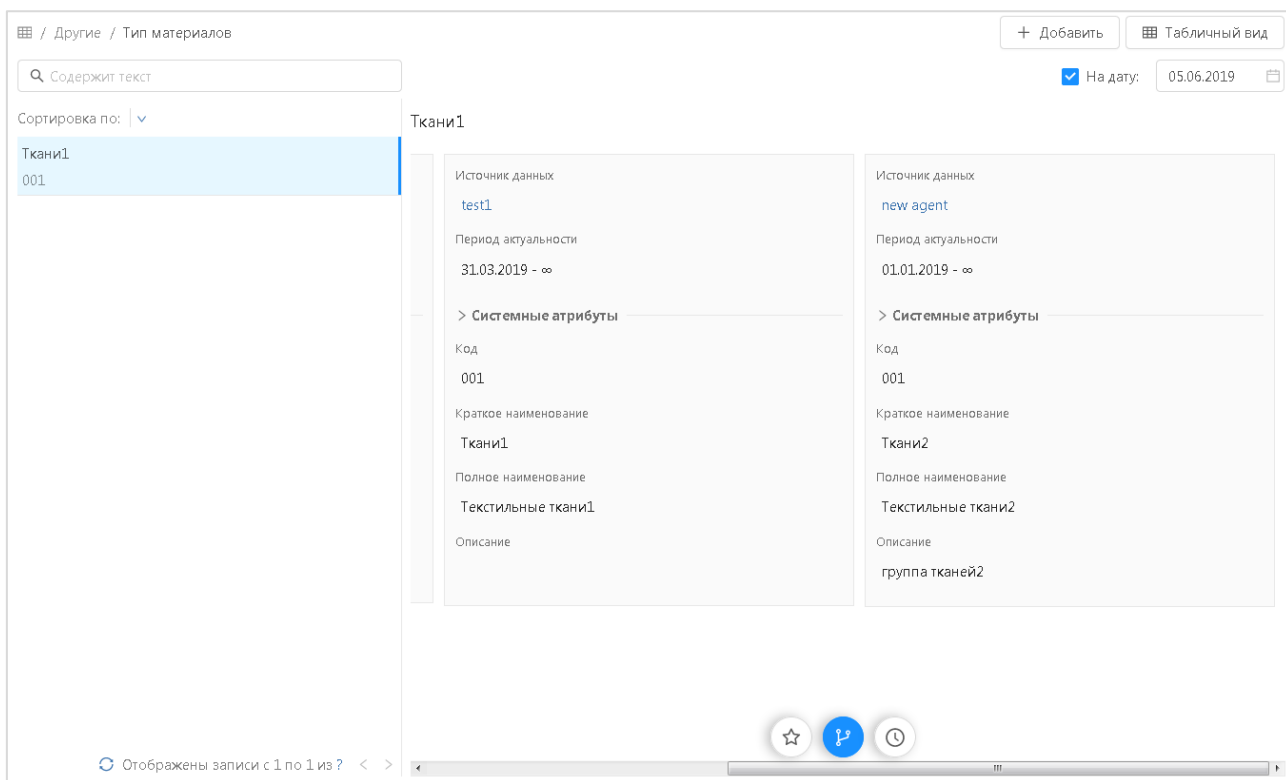 / Другие / Тип материалов
+ Добавить
Табличный вид
Содержит текст
На дату:
05.06.2019
Сортировка по:
Ткани1
001
Ткани1
Источник данных
test1
Период актуальности
31.03.2019 - ∞
> Системные атрибуты
Код
001
Краткое наименование
Ткани1
Полное наименование
Текстильные ткани1
Описание
Источник данных
new agent
Период актуальности
01.01.2019 - ∞
> Системные атрибуты
Код
001
Краткое наименование
Ткани2
Полное наименование
Текстильные ткани2
Описание
группа тканей2
Отображены записи с 1 по 1 из ? < >